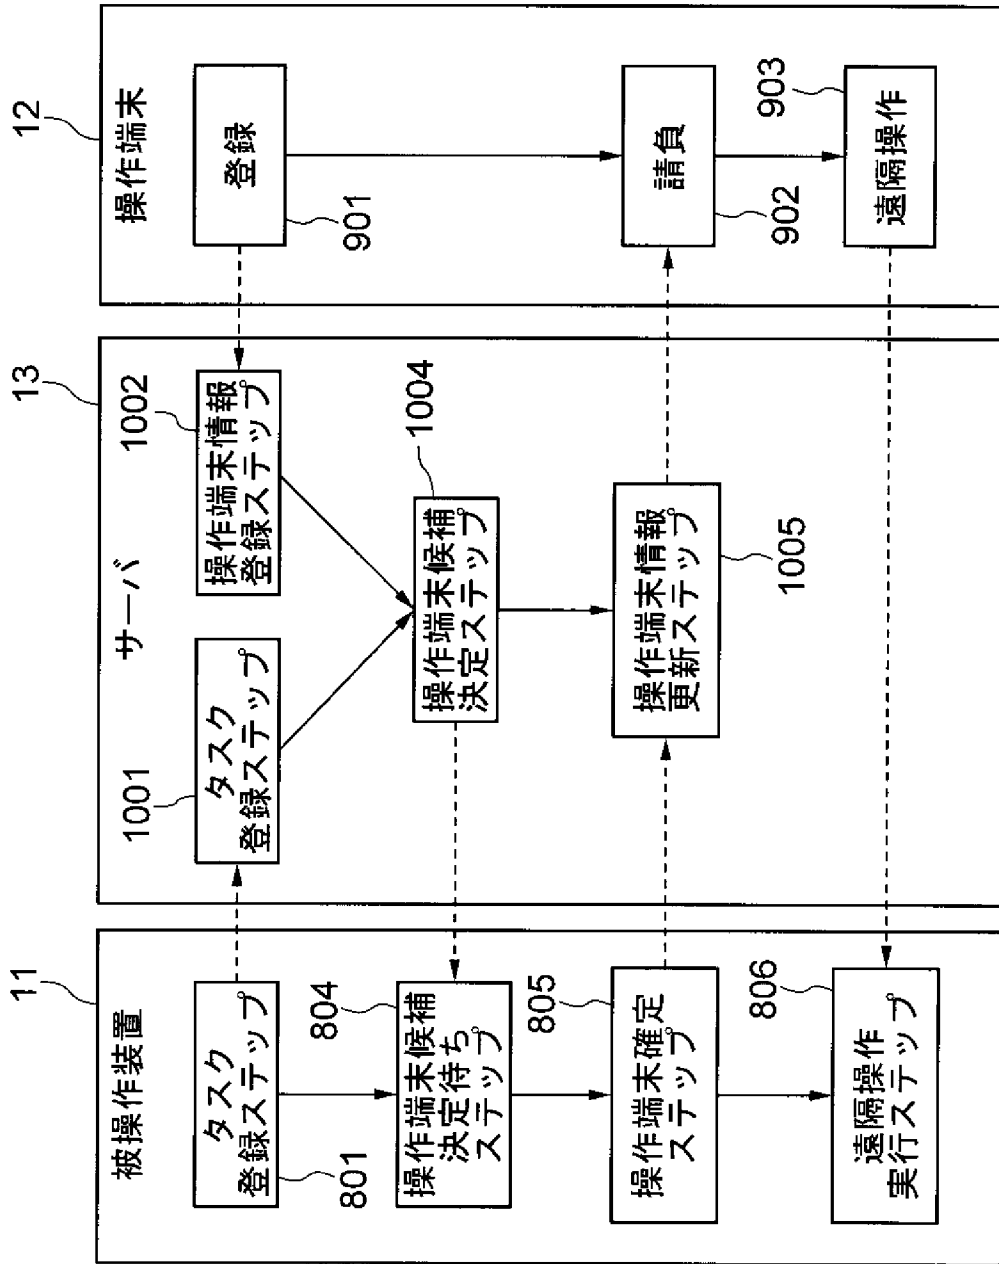 11
被操作装置
タスク
登録ステップ
801
操作端末候補
決定待ち
ステップ
804
操作端末確定
ステップ
805
遠隔操作
実行ステップ
806
13
サーバ
1001
タスク
登録ステップ
1002
操作端末情報
登録ステップ
1004
操作端末候補
決定ステップ
操作端末情報
更新ステップ
1005
12
操作端末
登録
901
請負
902
903
遠隔操作